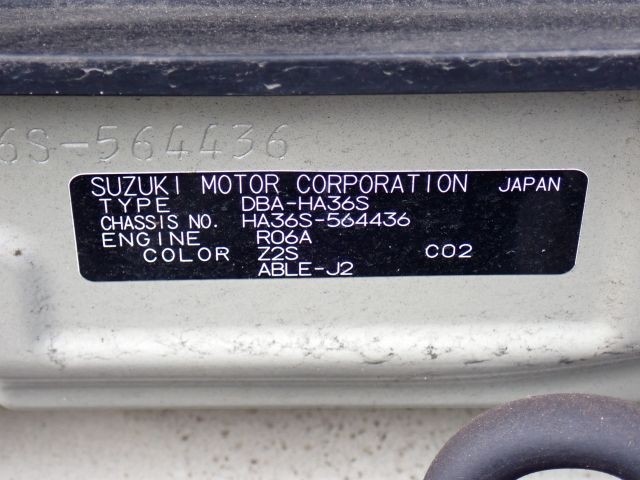 6S-564436
SUZUKI MOTOR CORPORATION JAPAN
TYPE DBA-HA36S
CHASSIS NO. HA36S-564436
ENGINE R06A
COLOR Z2S C02
ABLE-J2